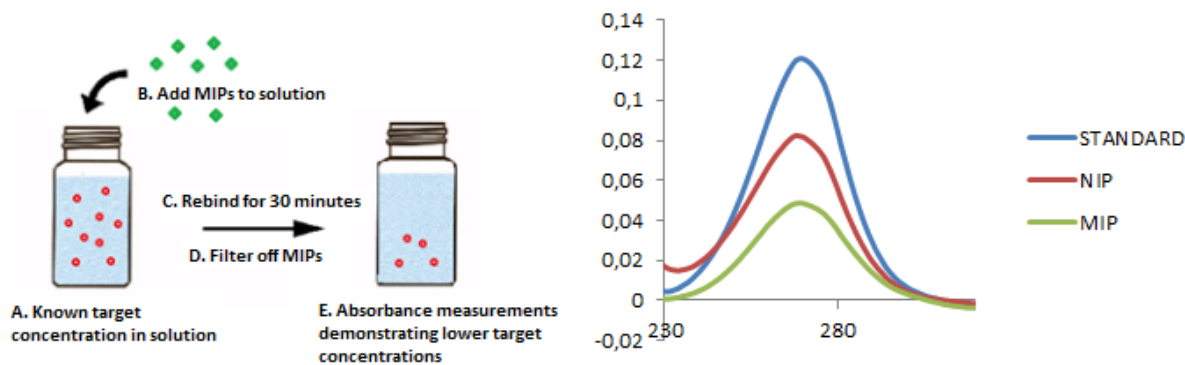 B. Add MIPs to solution
C. Rebind for 30 minutes
D. Filter off MIPs
A. Known target
concentration in solution
E. Absorbance measurements
demonstrating lower target
concentrations
0,14
0,12
0,1
0,08
0,06
0,04
0,02
0
-0,02
230
280
STANDARD
NIP
MIP